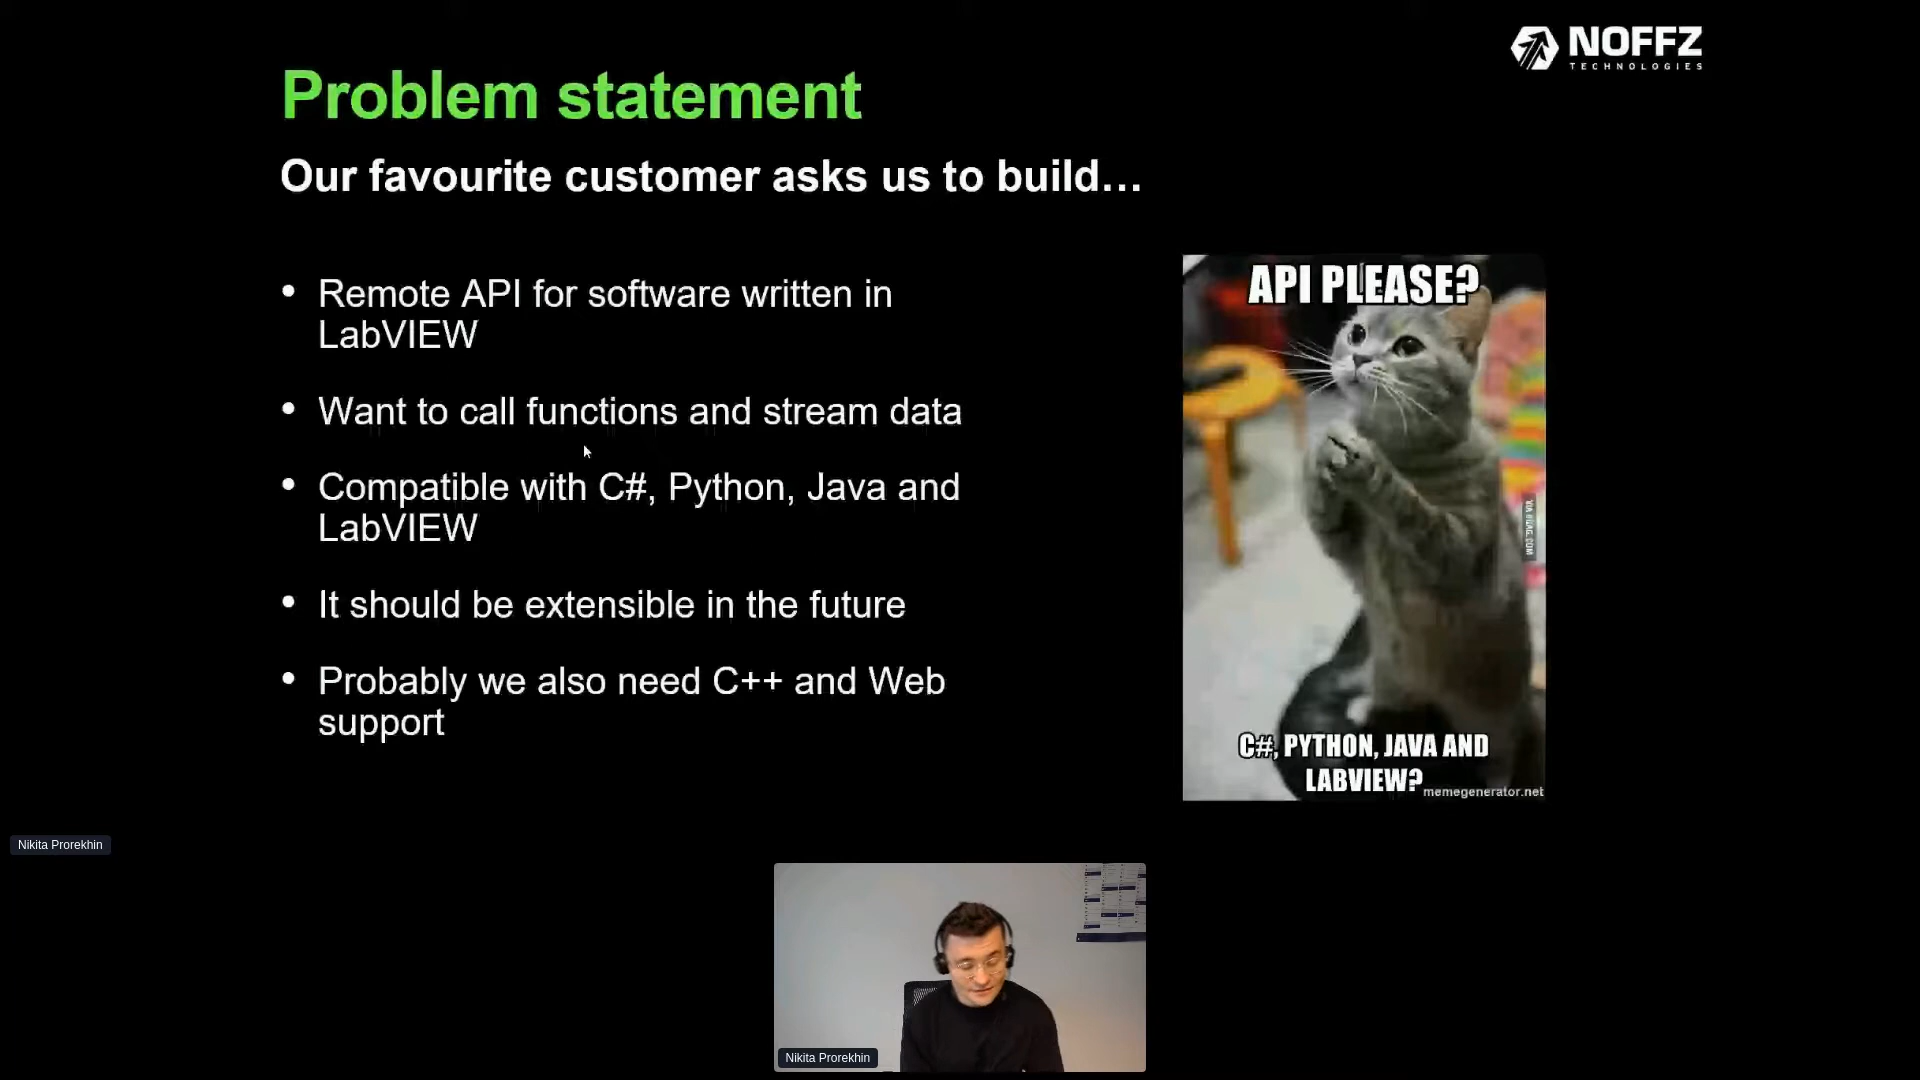 NOFFZ
TECHNOLOGIES
Problem statement
Our favourite customer asks us to build…
• Remote API for software written in
LabVIEW
• Want to call functions and stream data
• Compatible with C#, Python, Java and
LabVIEW
• It should be extensible in the future
• Probably we also need C++ and Web
support
API PLEASE?
VIA 9GAG.COM
C#, PYTHON, JAVA AND
LABVIEW?
memegenerator.net
Nikita Prorekhin
Nikita Prorekhin